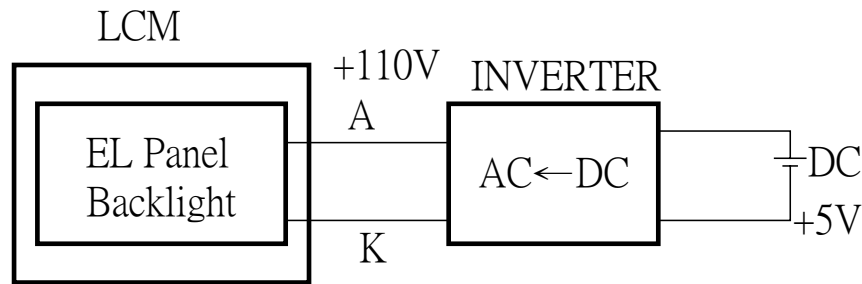 LCM
+110V
INVERTER
A
EL Panel
Backlight
AC←DC
DC
+5V
K